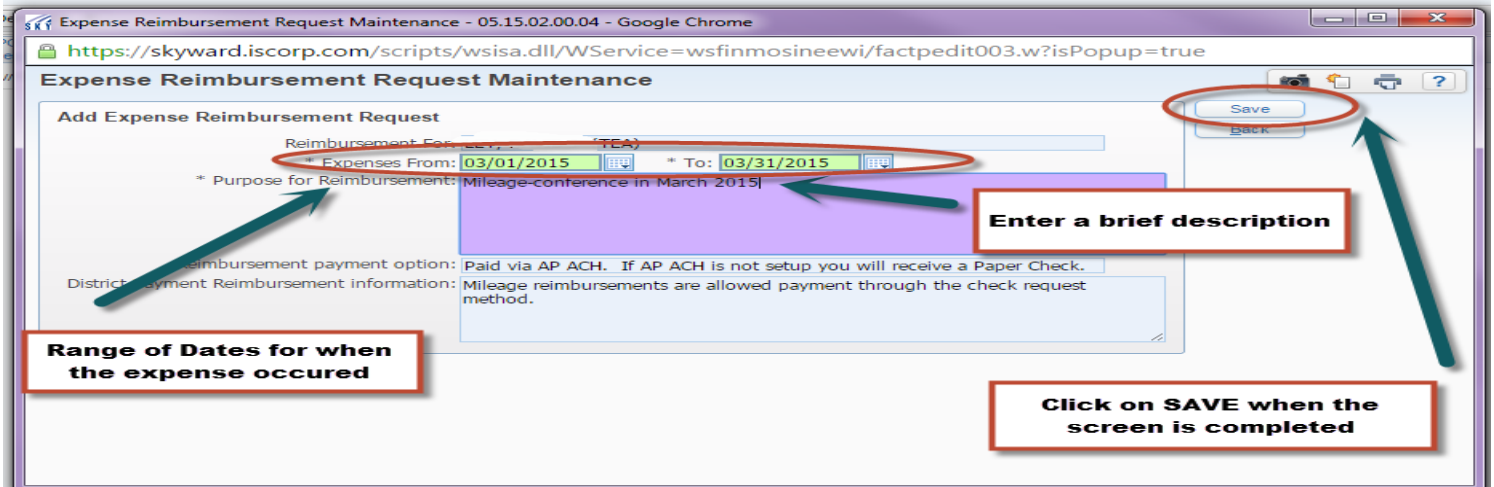 SKY Expense Reimbursement Request Maintenance - 05.15.02.00.04 - Google Chrome
https://skyward.iscorp.com/scripts/wsisa.dll/WService=wsfinmosineewi/factpedit003.w?isPopup=true
Expense Reimbursement Request Maintenance
?
Add Expense Reimbursement Request
Save
Back
Reimbursement For: (TEA)
* Expenses From: 03/01/2015 * To: 03/31/2015
* Purpose for Reimbursement: Mileage-conference in March 2015
Enter a brief description
Reimbursement payment option: Paid via AP ACH. If AP ACH is not setup you will receive a Paper Check.
District Payment Reimbursement information: Mileage reimbursements are allowed payment through the check request
method.
Range of Dates for when
the expense occured
Click on SAVE when the
screen is completed